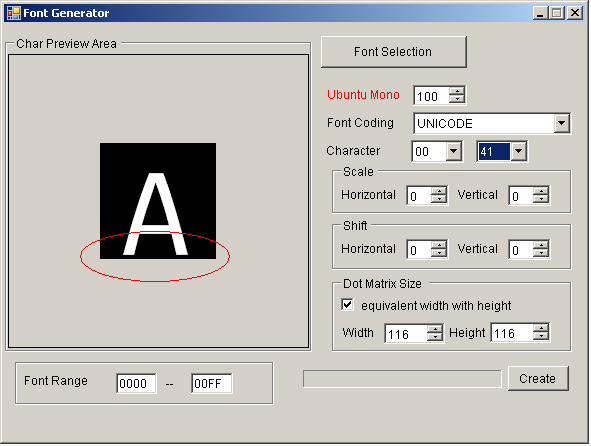 Font Generator
Char Preview Area
Font Selection
Ubuntu Mono 100
Font Coding UNICODE
Character 00 41
Scale
Horizontal 0 Vertical 0
Shift
Horizontal 0 Vertical 0
Dot Matrix Size
equivalent width with height
Width 116 Height 116
A
Font Range 0000 -- 00FF
Create